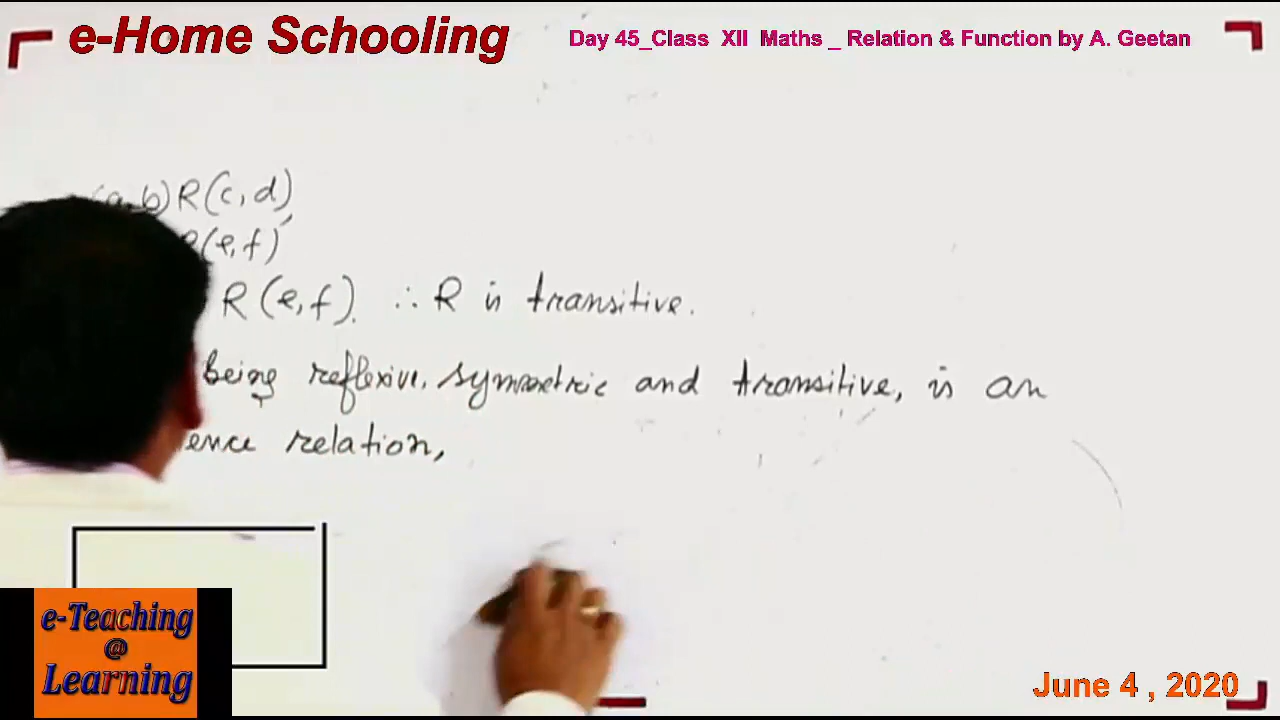 e-Home Schooling
Day 45_Class XII Maths _ Relation & Function by A. Geetan
(a,b)R(c,d)
R(e,f)
R(e,f). ∴ R is transitive.
being reflexive, symmetric and transitive, is an
ence relation,
e-Teaching
@
Learning
June 4 , 2020